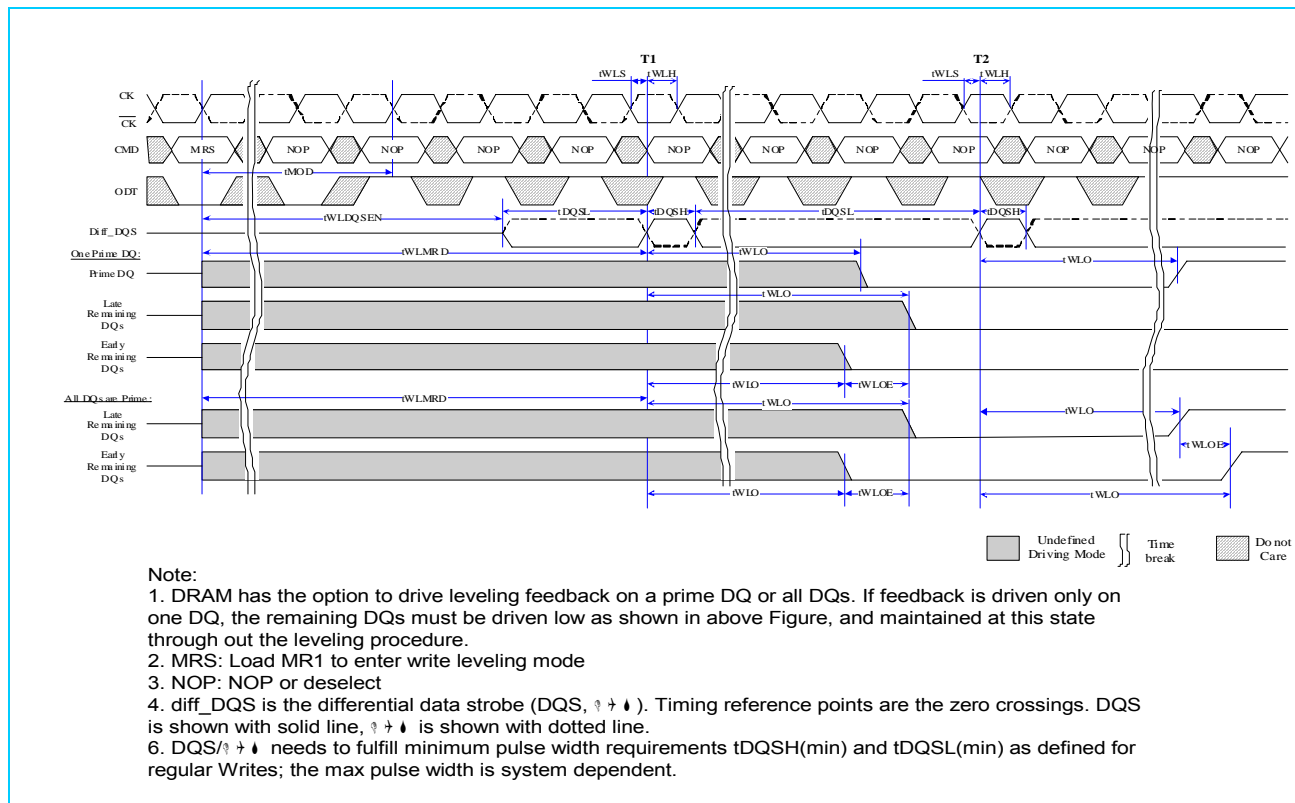 T1 T2
tWLS tWLH tWLS tWLH
CK
CK
CMD MRS NOP NOP NOP NOP NOP NOP NOP NOP NOP NOP NOP
tMOD
ODT
tWLDQSEN tDQSL tDQSH tDQSL tDQSH
Diff_DQS
tWLMRD tWLO
One Prime DQ:
tWLO
Prime DQ
tWLO
Late
Remaining
DQs
Early
Remaining
DQs
tWLO tWLOE
tWLMRD tWLO
All DQs are Prime:
Late
Remaining
DQs
tWLO
tWLOE
Early
Remaining
DQs
tWLO tWLOE tWLO
Undefined
Driving Mode
Time
break
Do not
Care
Note:
1. DRAM has the option to drive leveling feedback on a prime DQ or all DQs. If feedback is driven only on
one DQ, the remaining DQs must be driven low as shown in above Figure, and maintained at this state
through out the leveling procedure.
2. MRS: Load MR1 to enter write leveling mode
3. NOP: NOP or deselect
4. diff_DQS is the differential data strobe (DQS, ). Timing reference points are the zero crossings. DQS
is shown with solid line, is shown with dotted line.
6. DQS/ needs to fulfill minimum pulse width requirements tDQSH(min) and tDQSL(min) as defined for
regular Writes; the max pulse width is system dependent.